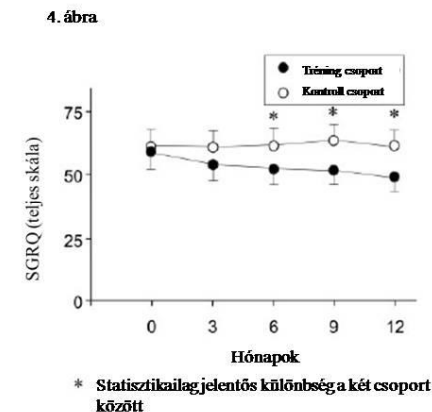 4. ábra
Tréning csoport
Kontroll csoport
* * *
75
50
25
0
SGRQ (teljes skála)
0 3 6 9 12
Hónapok
* Statisztikailag jelentős különbség a két csoport
között